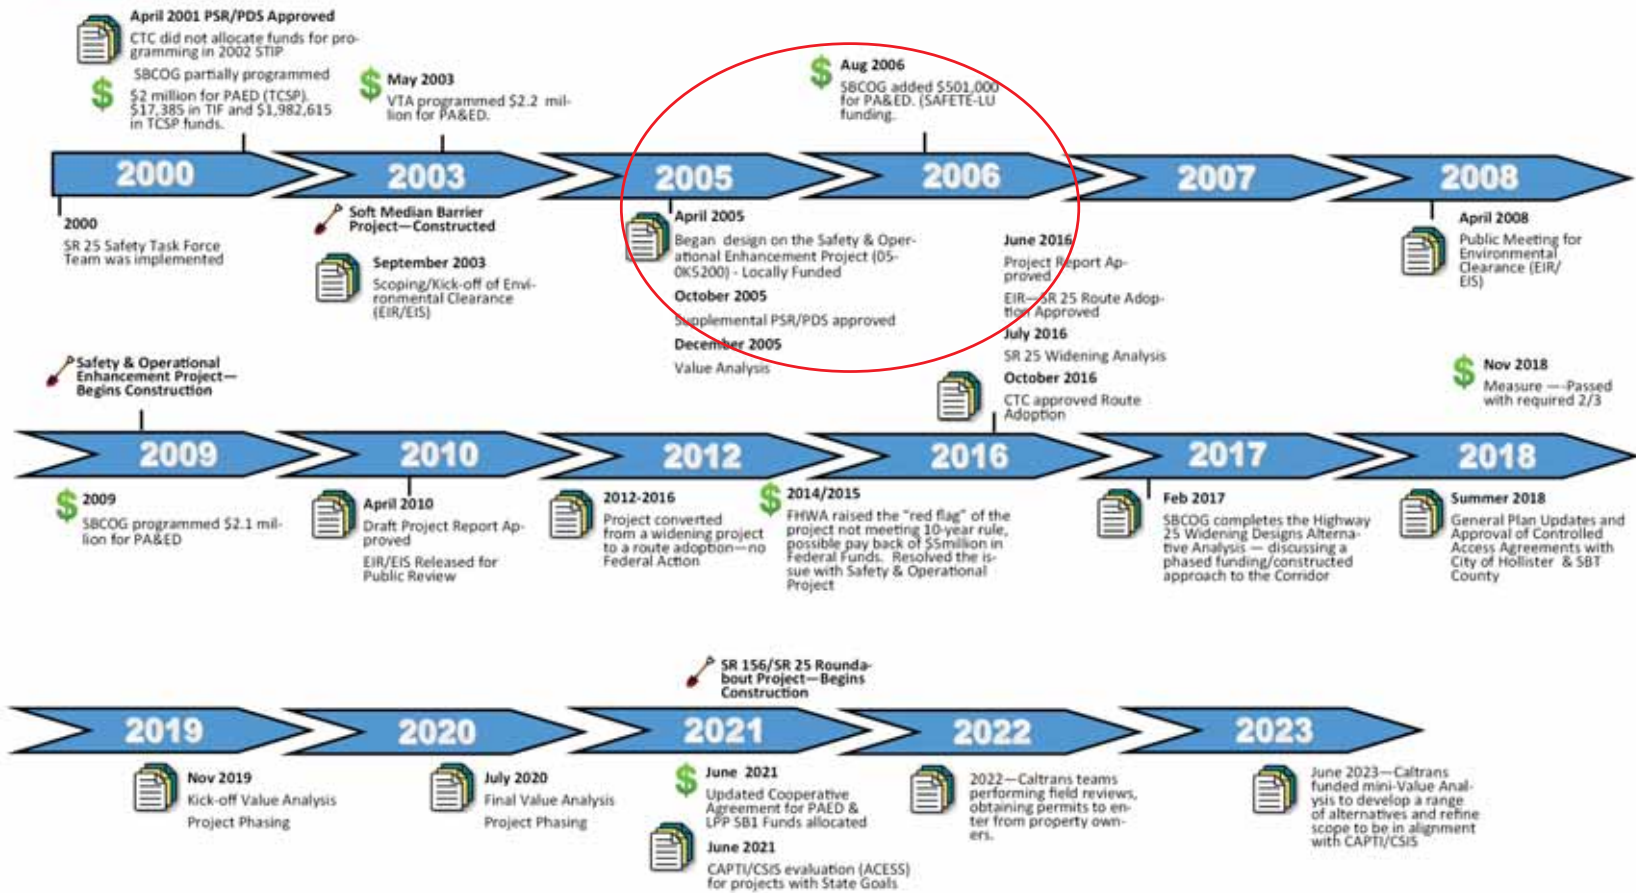 April 2001 PSR/PDS Approved
CTC did not allocate funds for pro-
gramming in 2002 STIP
SBCOG partially programmed
$2 million for PAED (TCSP).
$17,385 in TIF and $1,982,615
in TCSP funds.
May 2003
VTA programmed $2.2 mil-
lion for PA&ED.
Aug 2006
SBCOG added $501,000
for PA&ED. (SAFETE-LU
funding.
2000
2003
2005
2006
2007
2008
2000
SR 25 Safety Task Force
Team was implemented
Soft Median Barrier
Project—Constructed
September 2003
Scoping/Kick-off of Envi-
ronmental Clearance
(EIR/EIS)
April 2005
Began design on the Safety & Oper-
ational Enhancement Project (05-
0K5200) - Locally Funded
October 2005
Supplemental PSR/PDS approved
December 2005
Value Analysis
June 2016
Project Report Ap-
proved
EIR—SR 25 Route Adop-
tion Approved
July 2016
SR 25 Widening Analysis
October 2016
CTC approved Route
Adoption
April 2008
Public Meeting for
Environmental
Clearance (EIR/
EIS)
Safety & Operational
Enhancement Project—
Begins Construction
Nov 2018
Measure —-Passed
with required 2/3
2009
2010
2012
2016
2017
2018
2009
SBCOG programmed $2.1 mil-
lion for PA&ED
April 2010
Draft Project Report Ap-
proved
EIR/EIS Released for
Public Review
2012-2016
Project converted
from a widening project
to a route adoption—no
Federal Action
2014/2015
FHWA raised the "red flag" of the
project not meeting 10-year rule,
possible pay back of $5million in
Federal Funds. Resolved the is-
sue with Safety & Operational
Project
Feb 2017
SBCOG completes the Highway
25 Widening Designs Alterna-
tive Analysis — discussing a
phased funding/constructed
approach to the Corridor
Summer 2018
General Plan Updates and
Approval of Controlled
Access Agreements with
City of Hollister & SBT
County
SR 156/SR 25 Rounda-
bout Project—Begins
Construction
2019
2020
2021
2022
2023
Nov 2019
Kick-off Value Analysis
Project Phasing
July 2020
Final Value Analysis
Project Phasing
June 2021
Updated Cooperative
Agreement for PAED &
LPP SB1 Funds allocated
June 2021
CAPTI/CSIS evaluation (ACESS)
for projects with State Goals
2022—Caltrans teams
performing field reviews,
obtaining permits to en-
ter from property own-
ers.
June 2023—Caltrans
funded mini-Value Anal-
ysis to develop a range
of alternatives and refine
scope to be in alignment
with CAPTI/CSIS